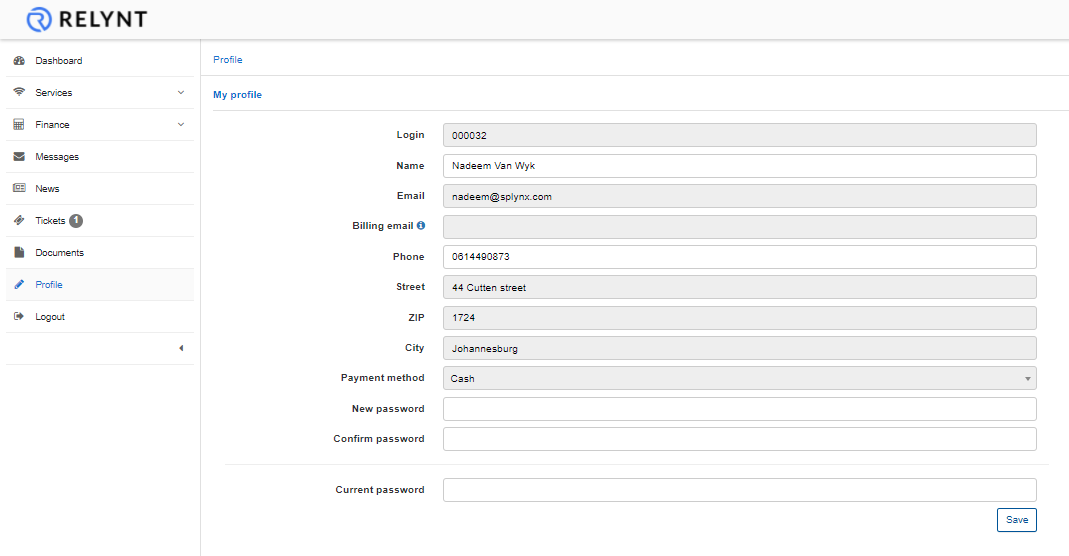 RELYNT
Dashboard
Services
Finance
Messages
News
Tickets 1
Documents
Profile
Logout
Profile
My profile
Login 000032
Name Nadeem Van Wyk
Email nadeem@splynx.com
Billing email
Phone 0614490873
Street 44 Cutten street
ZIP 1724
City Johannesburg
Payment method Cash
New password
Confirm password
Current password
Save